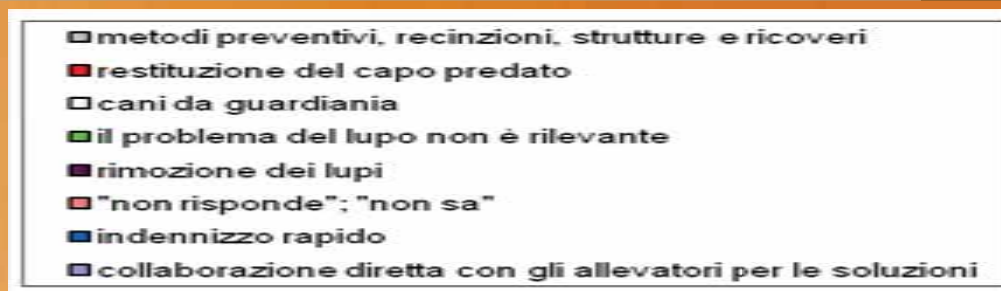 metodi preventivi, recinzioni, strutture e ricoveri
restituzione del capo predato
cani da guardiania
il problema del lupo non è rilevante
rimozione dei lupi
"non risponde"; "non sa"
indennizzo rapido
collaborazione diretta con gli allevatori per le soluzioni